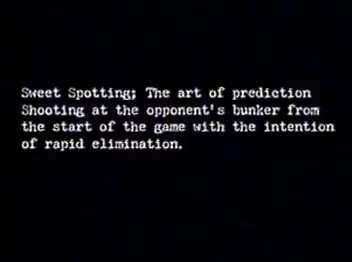 Sweet Spotting; The art of prediction
Shooting at the opponent's bunker from
the start of the game with the intention
of rapid elimination.